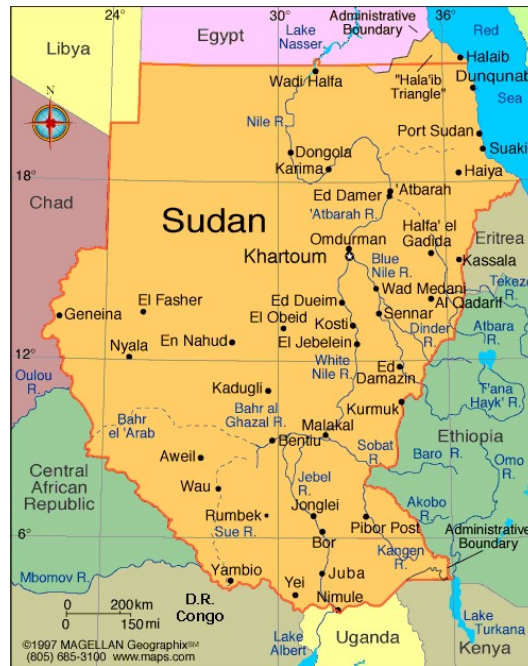 24°
30°
36°
Lake
Nasser
Administrative
Boundary
Red
Libya
Egypt
Halaib
Wadi Halfa
"Hala'ib
Triangle"
Dunqunab
Sea
N
Nile R.
Port Sudan
Suaki
Dongola
Karima
Haiya
18°
Ed Damer
'Atbarah
'Atbarah R.
Chad
Sudan
Omdurman
Halfa' el
Gadida
Eritrea
Khartoum
Blue
Nile R.
Kassala
Tekeze
R.
El Fasher
Ed Dueim
Wad Medani
Al Qadarif
Geneina
El Obeid
Sennar
Kosti
Dinder
R.
Atbara
R.
En Nahud
El Jebelein
Nyala
12°
White
Nile R.
Ed
Damazin
T'ana
Hayk' R.
Oulou
R.
Kadugli
Kurmuk
Bahr al
Ghazal R.
Bahr
el 'Arab
Malakal
Bentiu
Sobat
R.
Ethiopia
Aweil
Baro R.
Omo
R.
Central
African
Republic
Wau
Jebel
R.
Jonglei
Akobo
R.
Rumbek
Sue R.
Pibor Post
Administrative
Boundary
6°
Bor
Kangen
R.
Yambio
Juba
Mbomov R.
Yei
D.R.
Congo
Nimule
0 200km
0 150 mi
Lake
Albert
Uganda
Lake
Turkana
Kenya
©1997 MAGELLAN Geographix℠
(805) 685-3100 www.maps.com